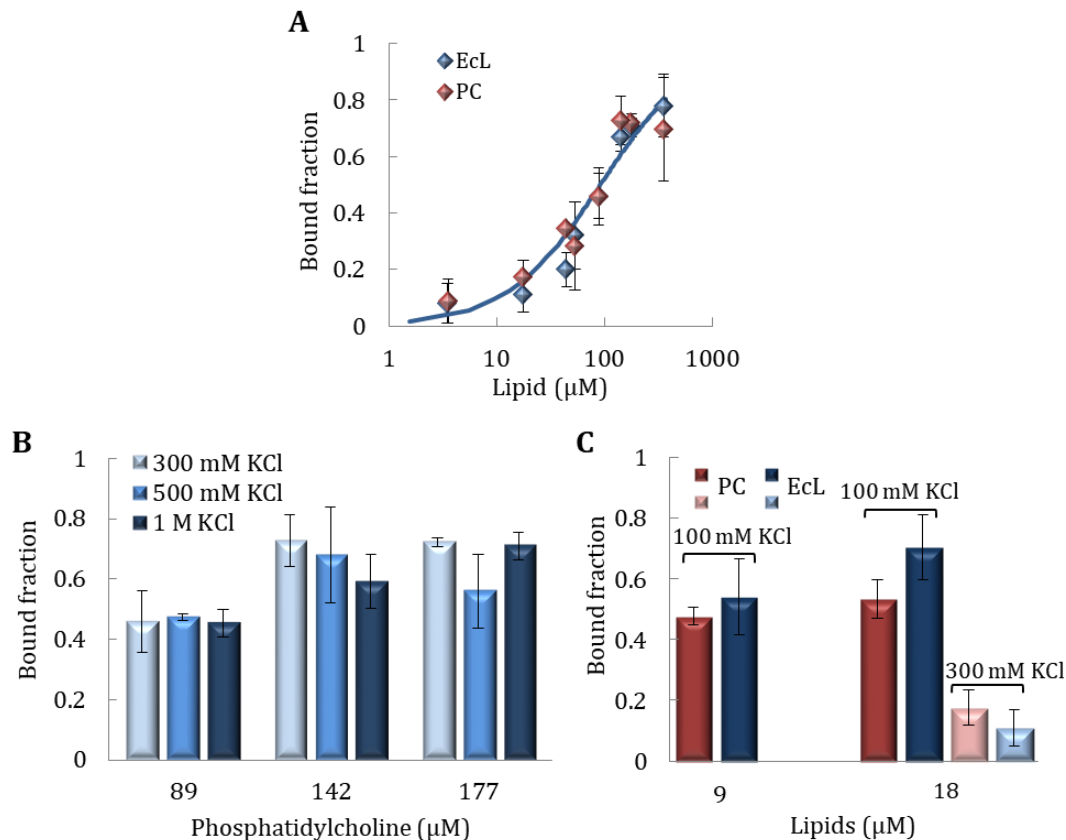 A
1
0.8
0.6
0.4
0.2
0
Bound fraction
EcL
PC
1 10 100 1000
Lipid (μM)
B
1
0.8
0.6
0.4
0.2
0
Bound fraction
300 mM KCl
500 mM KCl
1 M KCl
89 142 177
Phosphatidylcholine (μM)
C
1
0.8
0.6
0.4
0.2
0
Bound fraction
PC EcL
100 mM KCl
100 mM KCl
300 mM KCl
9 18
Lipids (μM)